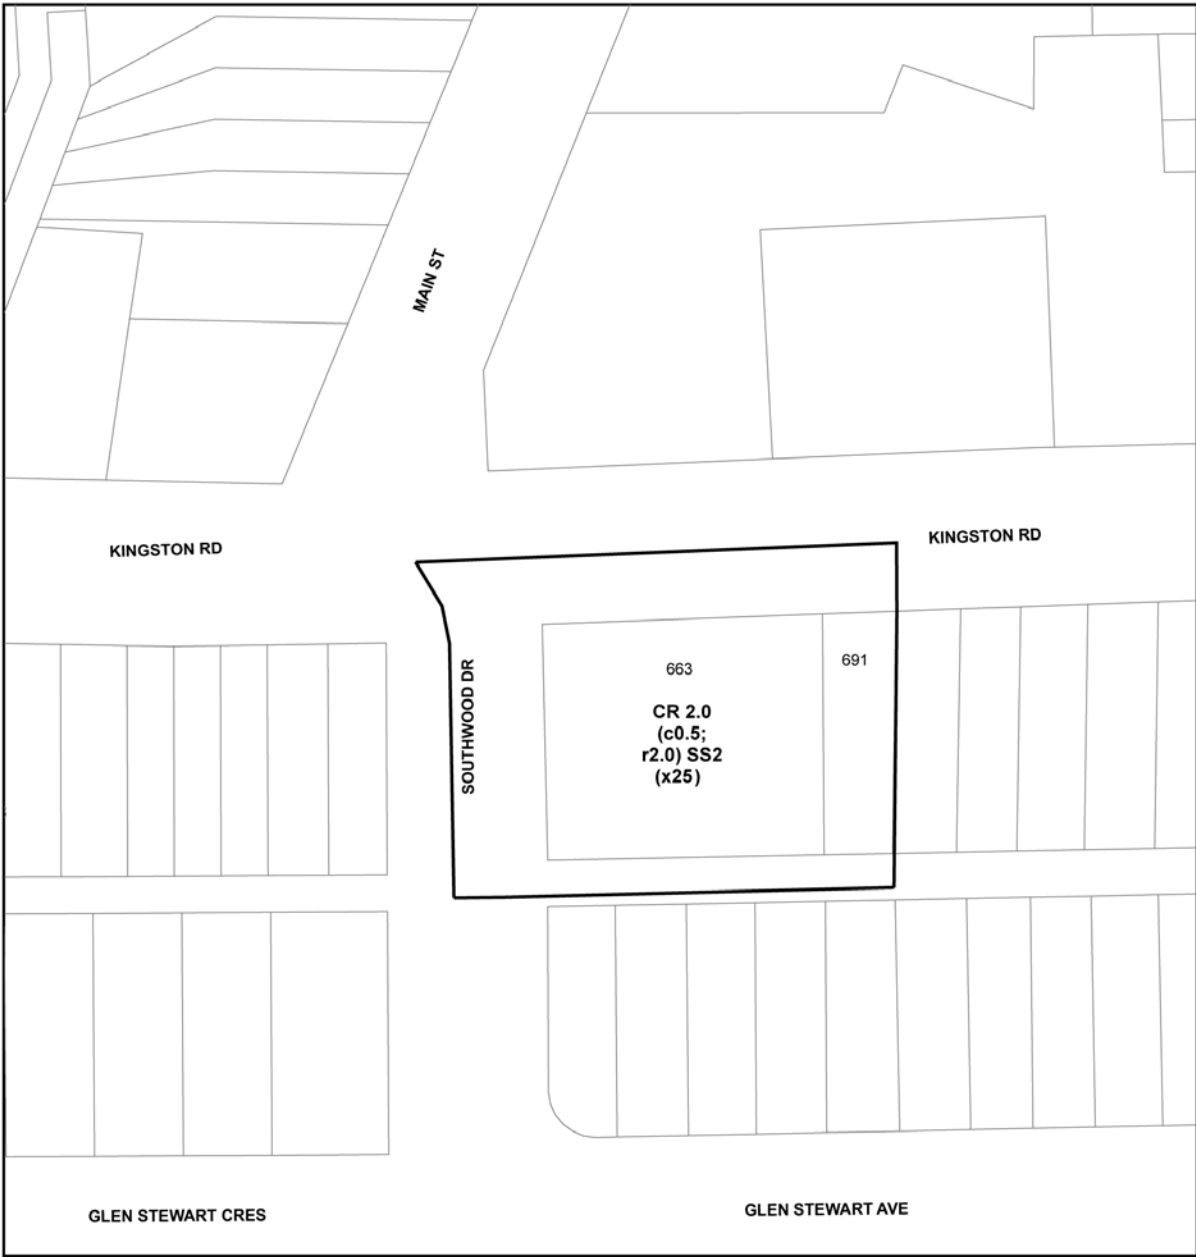 MAIN ST
KINGSTON RD
KINGSTON RD
SOUTHWOOD DR
663
691
CR 2.0
(c0.5;
r2.0) SS2
(x25)
GLEN STEWART CRES
GLEN STEWART AVE